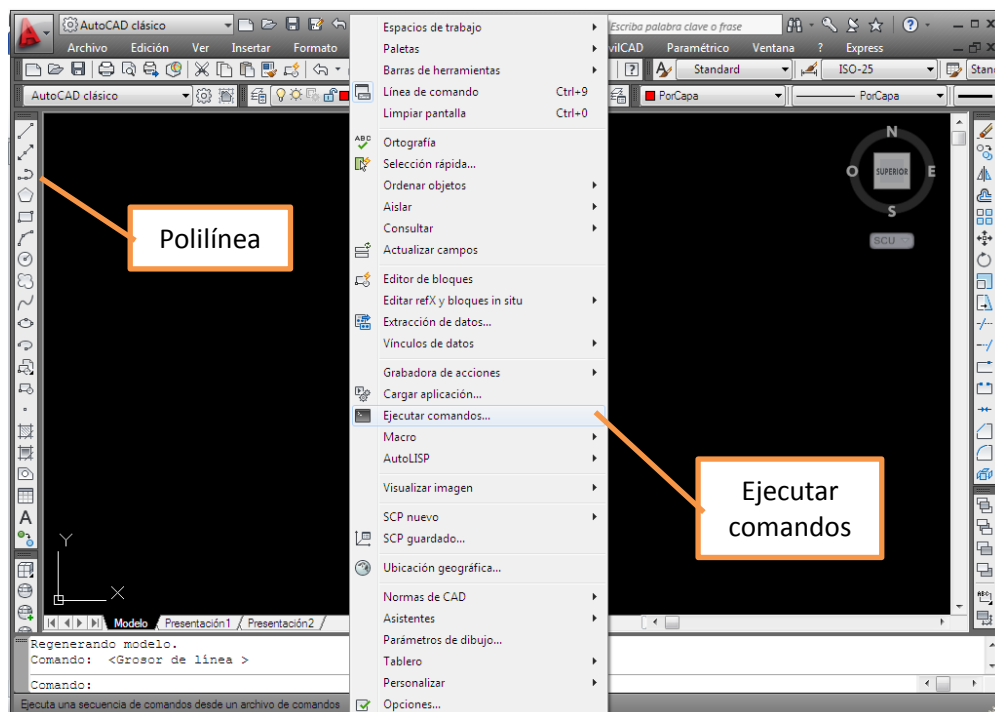 AutoCAD clásico
Escriba palabra clave o frase
Archivo Edición Ver Insertar Formato
vilCAD Paramétrico Ventana ? Express
Standard ISO-25 Stan
AutoCAD clásico
PorCapa PorCapa
Espacios de trabajo
Paletas
Barras de herramientas
Línea de comando Ctrl+9
Limpiar pantalla Ctrl+0
ABC Ortografía
Selección rápida...
Ordenar objetos
Aislar
Consultar
Actualizar campos
Editor de bloques
Editar refX y bloques in situ
Extracción de datos...
Vínculos de datos
Grabadora de acciones
Cargar aplicación...
Ejecutar comandos...
Macro
AutoLISP
Visualizar imagen
SCP nuevo
SCP guardado...
Ubicación geográfica...
Normas de CAD
Asistentes
Parámetros de dibujo...
Tablero
Personalizar
Opciones...
Polilínea
Ejecutar
comandos
N
O SUPERIOR E
S
SCU
A
Y
X
Modelo Presentación1 Presentación2
Regenerando modelo.
Comando: <Grosor de línea >
Comando:
Ejecuta una secuencia de comandos desde un archivo de comandos